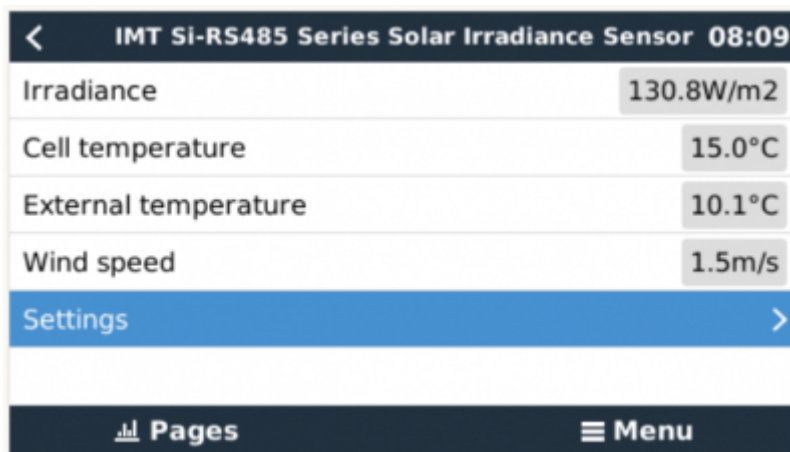 IMT Si-RS485 Series Solar Irradiance Sensor 08:09
Irradiance 130.8W/m2
Cell temperature 15.0°C
External temperature 10.1°C
Wind speed 1.5m/s
Settings
Pages Menu